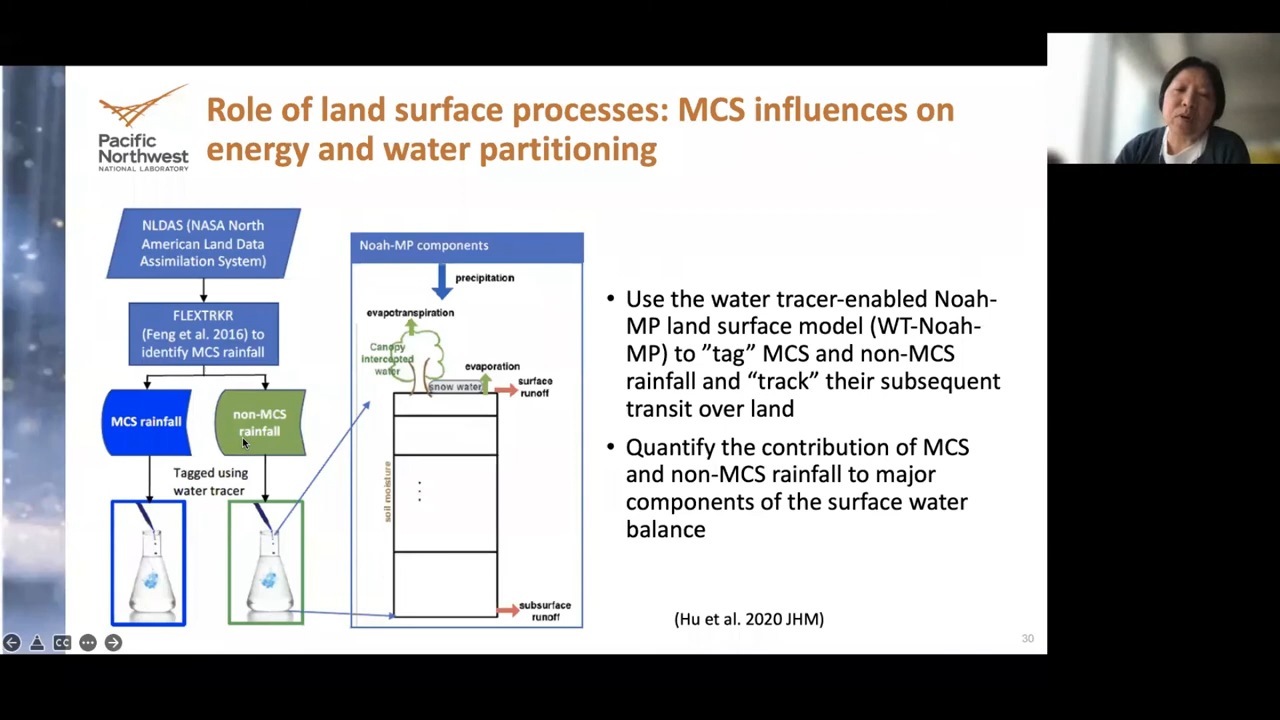 Pacific
Northwest
NATIONAL LABORATORY
Role of land surface processes: MCS influences on
energy and water partitioning
NLDAS (NASA North
American Land Data
Assimilation System)
FLEXTRKR
(Feng et al. 2016) to
identify MCS rainfall
MCS rainfall
non-MCS
rainfall
Tagged using
water tracer
Noah-MP components
precipitation
evapotranspiration
Canopy
intercepted
water
evaporation
snow water
surface
runoff
soil moisture
subsurface
runoff
• Use the water tracer-enabled Noah-
MP land surface model (WT-Noah-
MP) to ”tag” MCS and non-MCS
rainfall and “track” their subsequent
transit over land
• Quantify the contribution of MCS
and non-MCS rainfall to major
components of the surface water
balance
(Hu et al. 2020 JHM)
30
CC